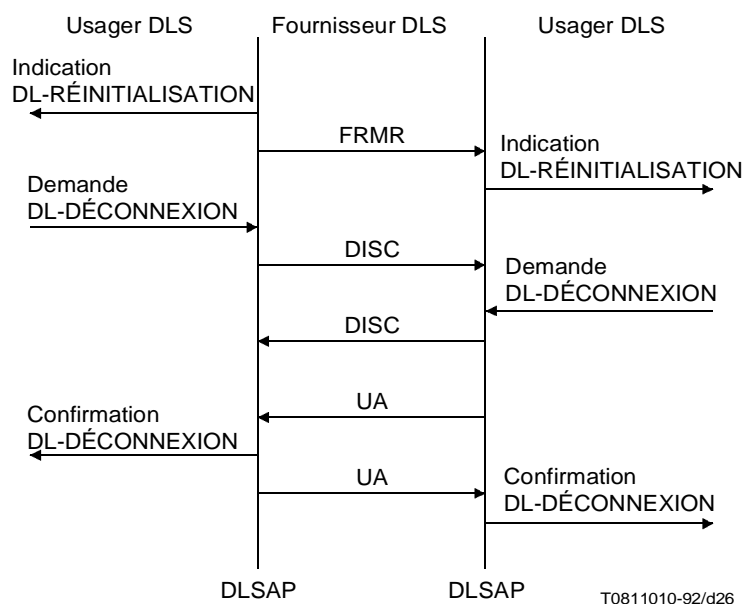 Usager DLS
Fournisseur DLS
Usager DLS
Indication
DL-RÉINITIALISATION
FRMR
Indication
DL-RÉINITIALISATION
Demande
DL-DÉCONNEXION
DISC
Demande
DL-DÉCONNEXION
DISC
UA
Confirmation
DL-DÉCONNEXION
UA
Confirmation
DL-DÉCONNEXION
DLSAP
DLSAP
T0811010-92/d26